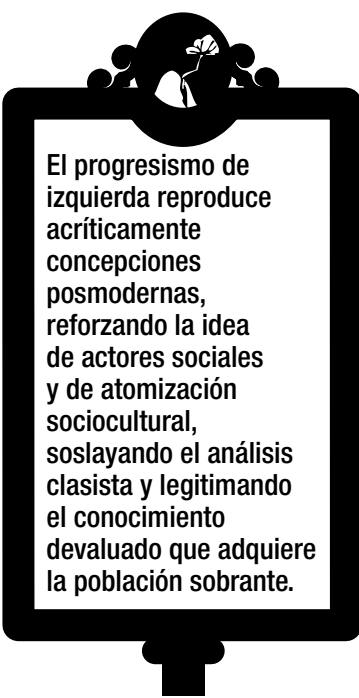 El progresismo de
izquierda reproduce
acríticamente
concepciones
posmodernas,
reforzando la idea
de actores sociales
y de atomización
sociocultural,
soslayando el análisis
clasista y legitimando
el conocimiento
devaluado que adquiere
la población sobrante.